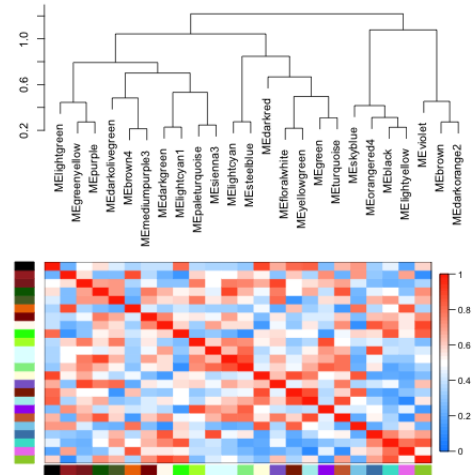 1.0
0.6
0.2
MElightgreen
MEgreenyellow
MEpurple
MEdarkolivegreen
MEbrown4
MEmediumpurple3
MEdarkgreen
MElightcyan1
MEpaleturquoise
MEsienna3
MElightcyan
MEsteelblue
MEdarkred
MEfloralwhite
MEyellowgreen
MEgreen
MEturquoise
MEskyblue
MEorangered4
MEblack
MElightyellow
MEviolet
MEbrown
MEdarkorange2
1
0.8
0.6
0.4
0.2
0